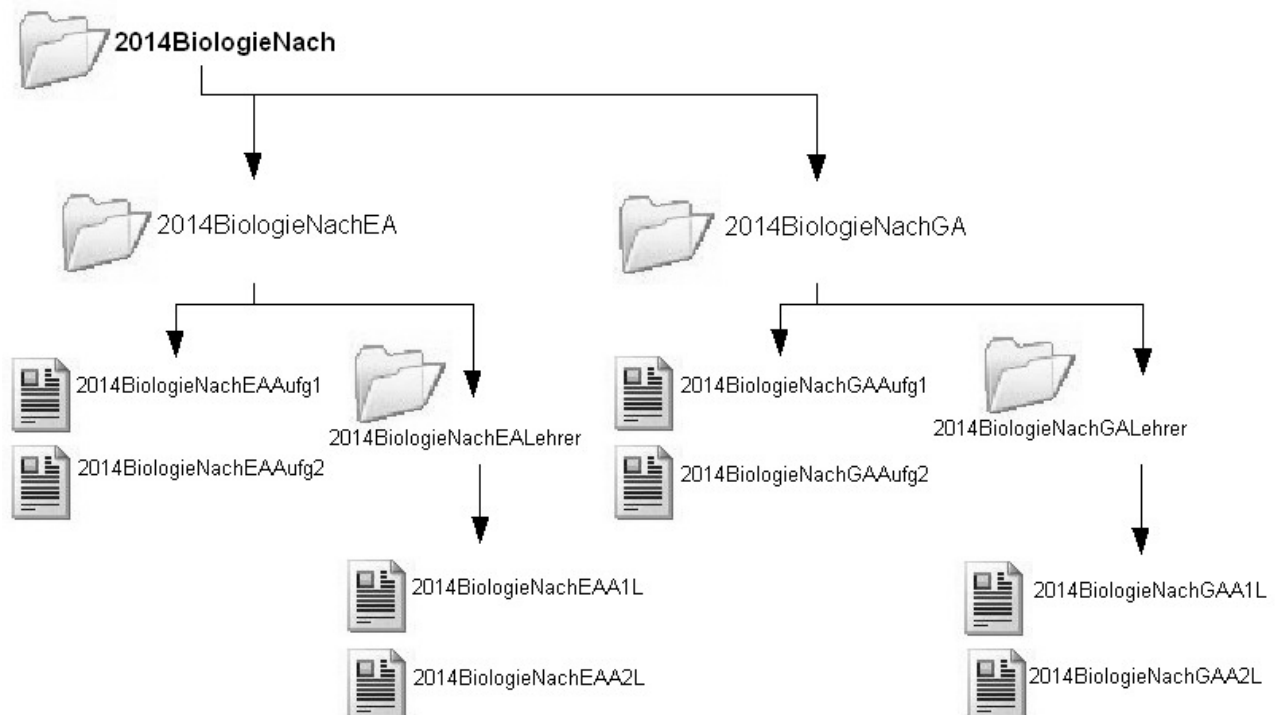 2014BiologieNach
2014BiologieNachEA
2014BiologieNachGA
2014BiologieNachEAAufg1
2014BiologieNachEAAufg2
2014BiologieNachEALehrer
2014BiologieNachGAAufg1
2014BiologieNachGAAufg2
2014BiologieNachGALehrer
2014BiologieNachEAA1L
2014BiologieNachEAA2L
2014BiologieNachGAA1L
2014BiologieNachGAA2L